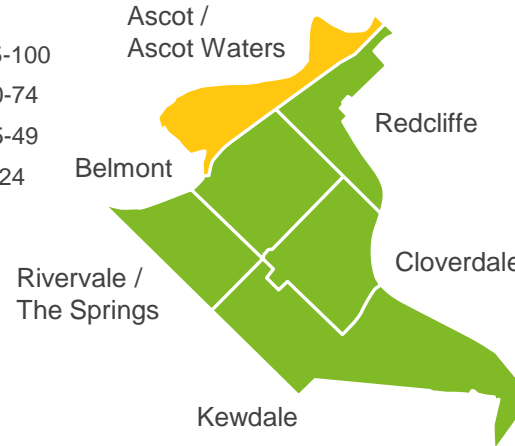 Ascot /
Ascot Waters
5-100
0-74
5-49
24
Redcliffe
Belmont
Cloverdale
Rivervale /
The Springs
Kewdale